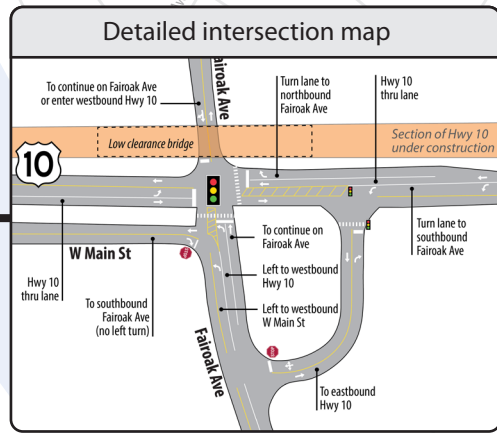 Detailed intersection map
To continue on Fairoak Ave
or enter westbound Hwy 10
Fairoak Ave
Turn lane to
northbound
Fairoak Ave
Hwy 10
thru lane
Low clearance bridge
Section of Hwy 10
under construction
10
W Main St
Hwy 10
thru lane
To southbound
Fairoak Ave
(no left turn)
STOP
To continue on
Fairoak Ave
Left to westbound
Hwy 10
Left to westbound
W Main St
Turn lane to
southbound
Fairoak Ave
Fairoak Ave
STOP
To eastbound
Hwy 10